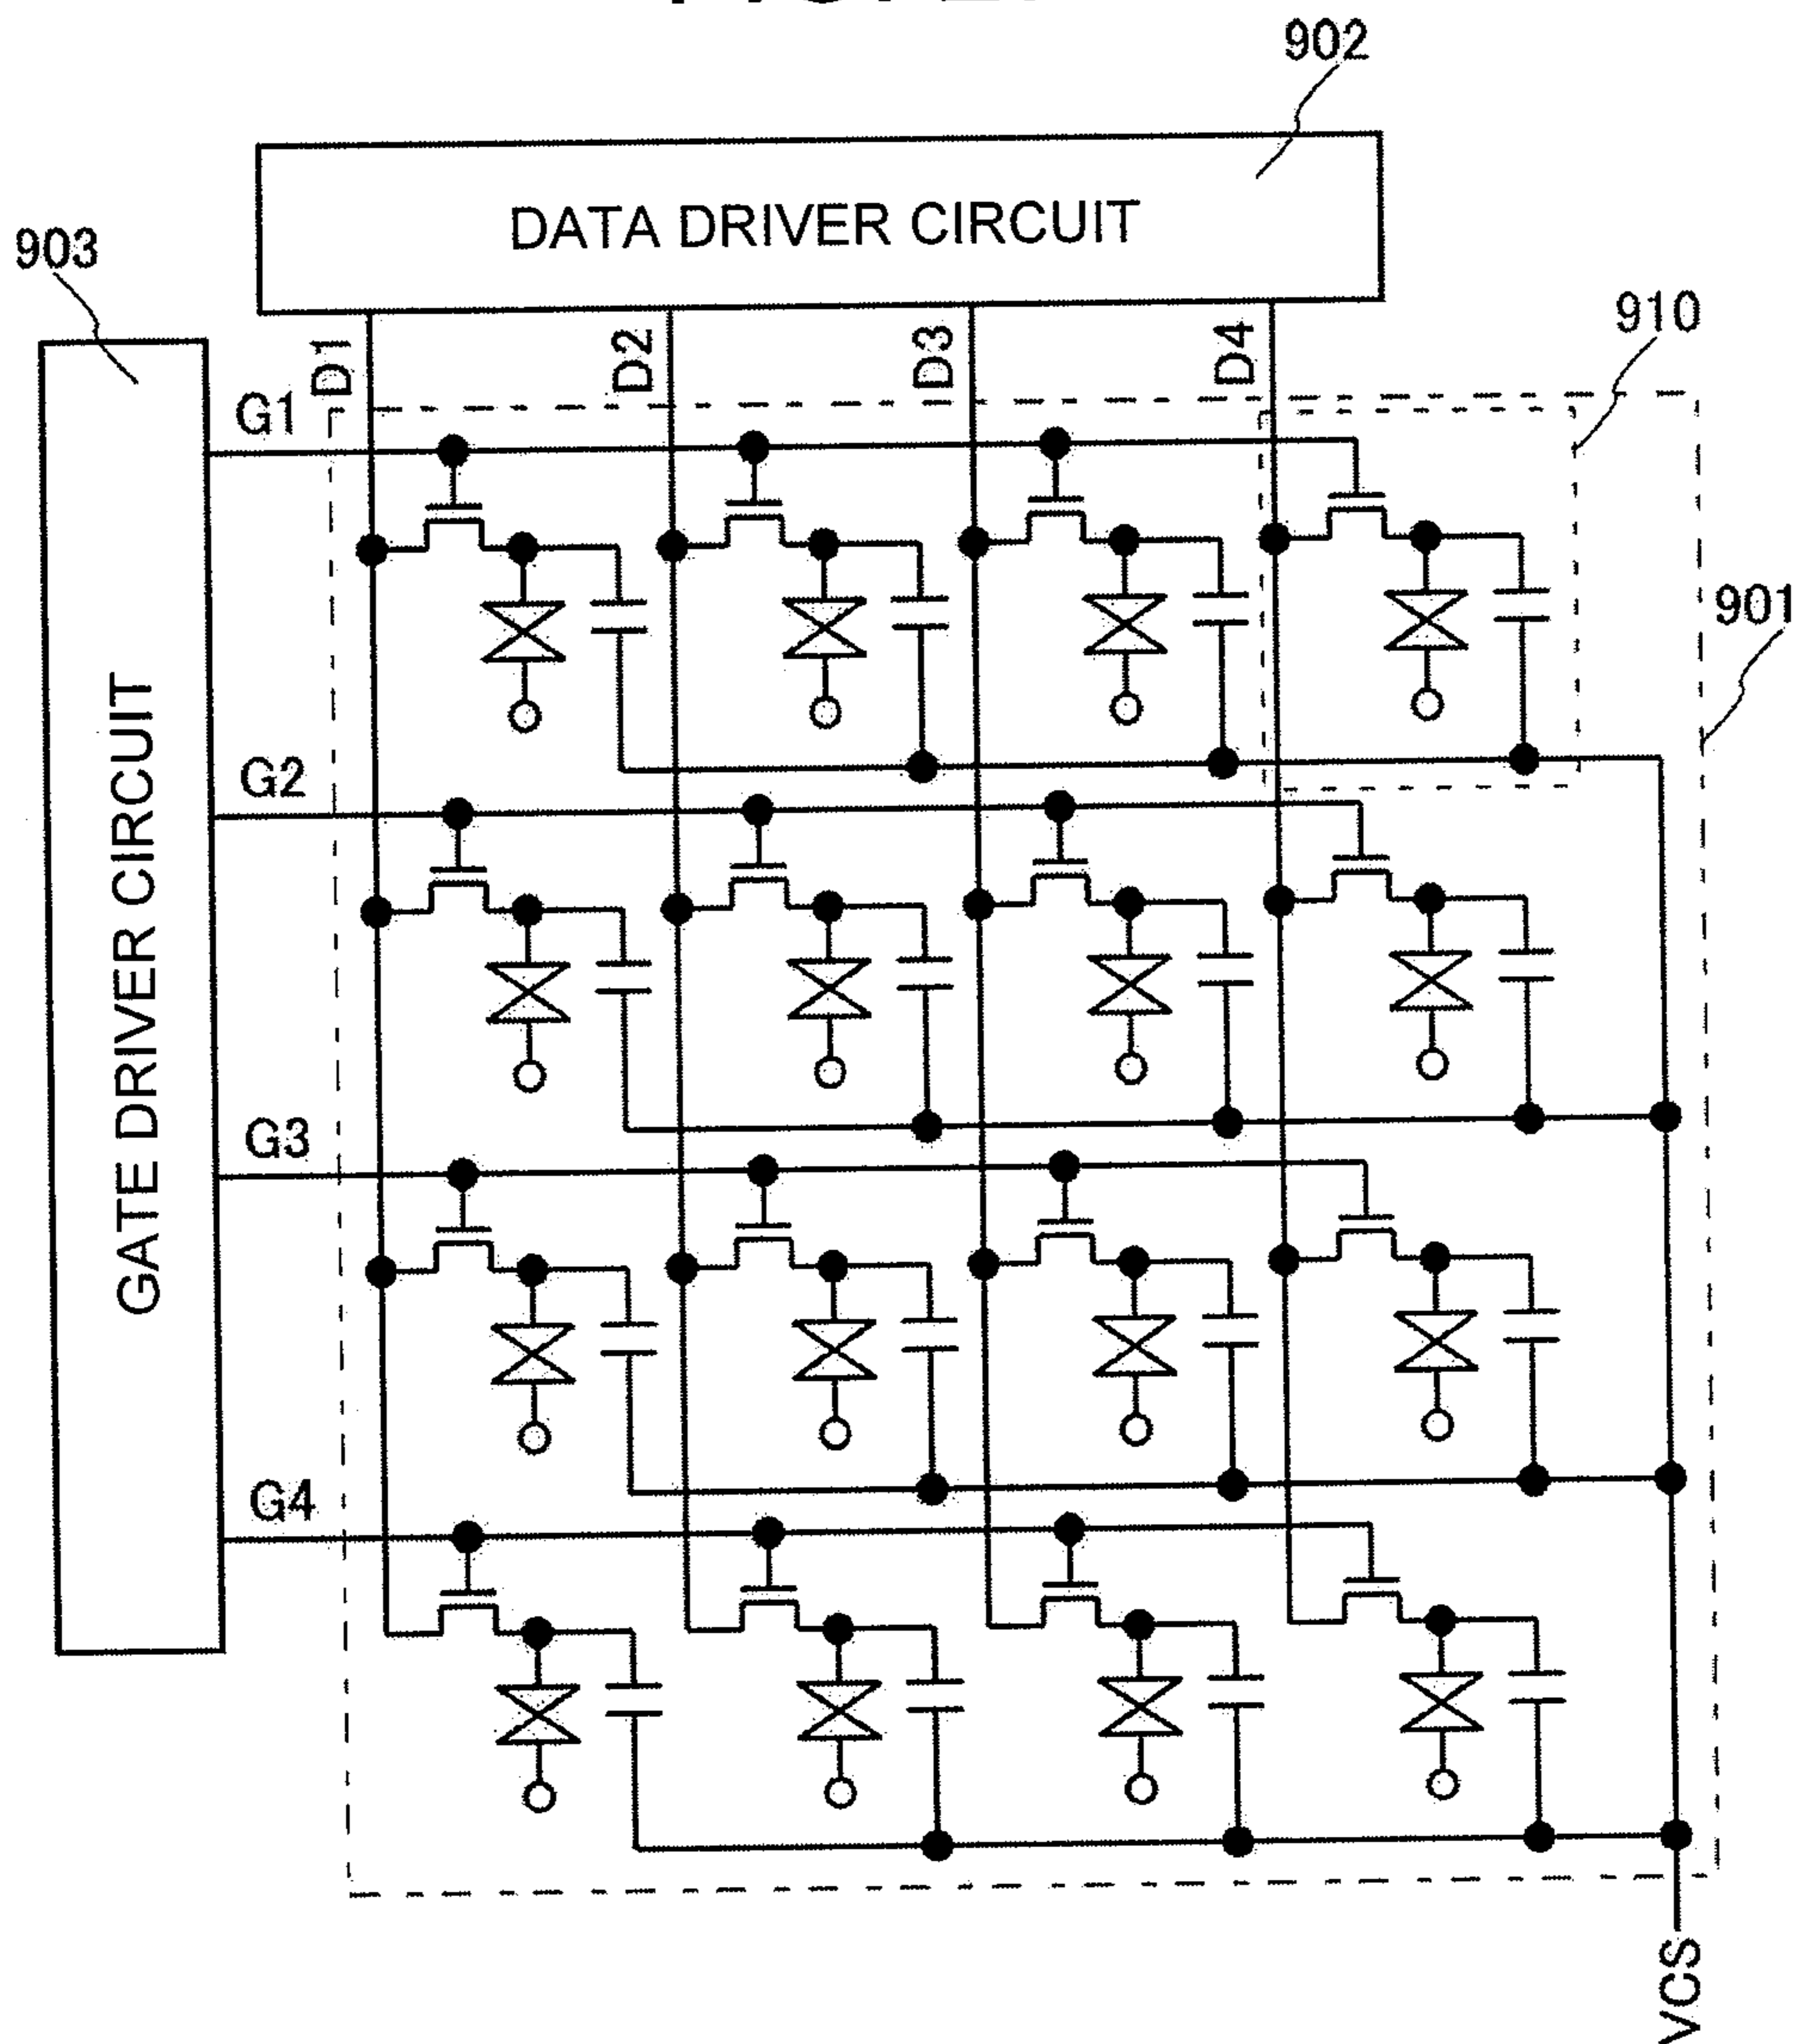 902
DATA DRIVER CIRCUIT
903
910
D1
D2
D3
D4
G1
901
GATE DRIVER CIRCUIT
G2
G3
G4
VCS